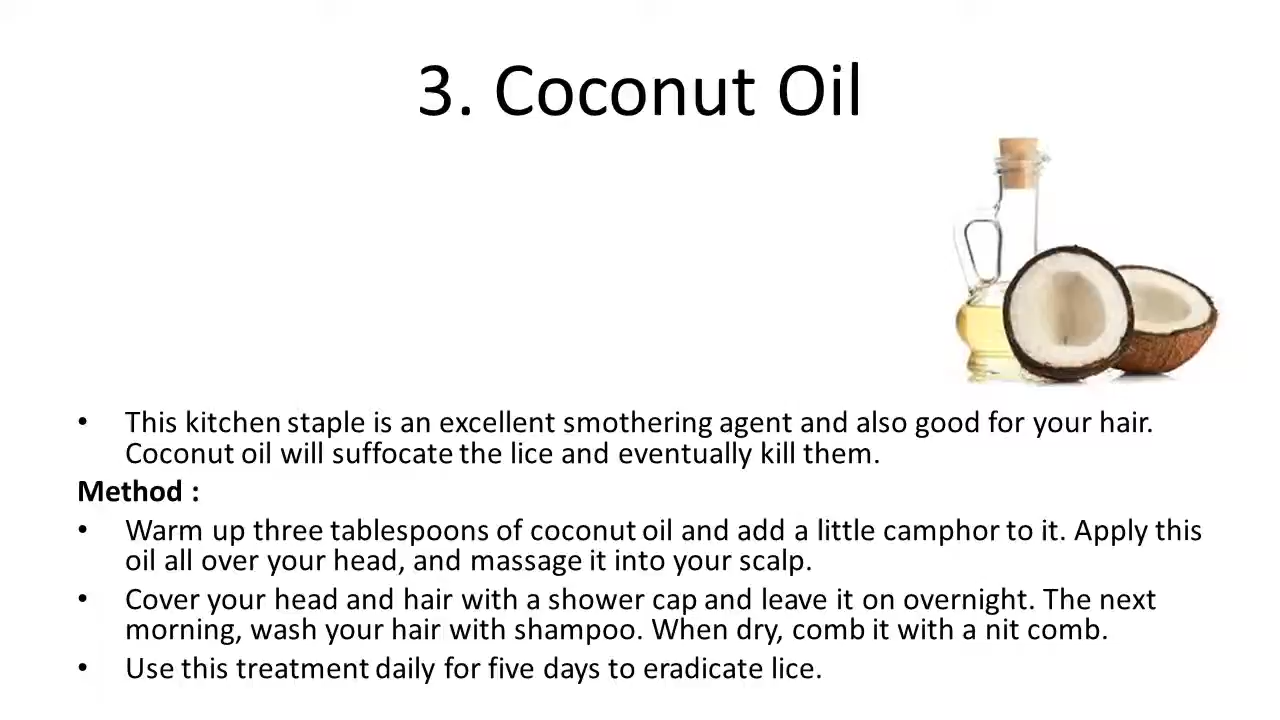 3. Coconut Oil
• This kitchen staple is an excellent smothering agent and also good for your hair.
Coconut oil will suffocate the lice and eventually kill them.
Method :
• Warm up three tablespoons of coconut oil and add a little camphor to it. Apply this
oil all over your head, and massage it into your scalp.
• Cover your head and hair with a shower cap and leave it on overnight. The next
morning, wash your hair with shampoo. When dry, comb it with a nit comb.
• Use this treatment daily for five days to eradicate lice.